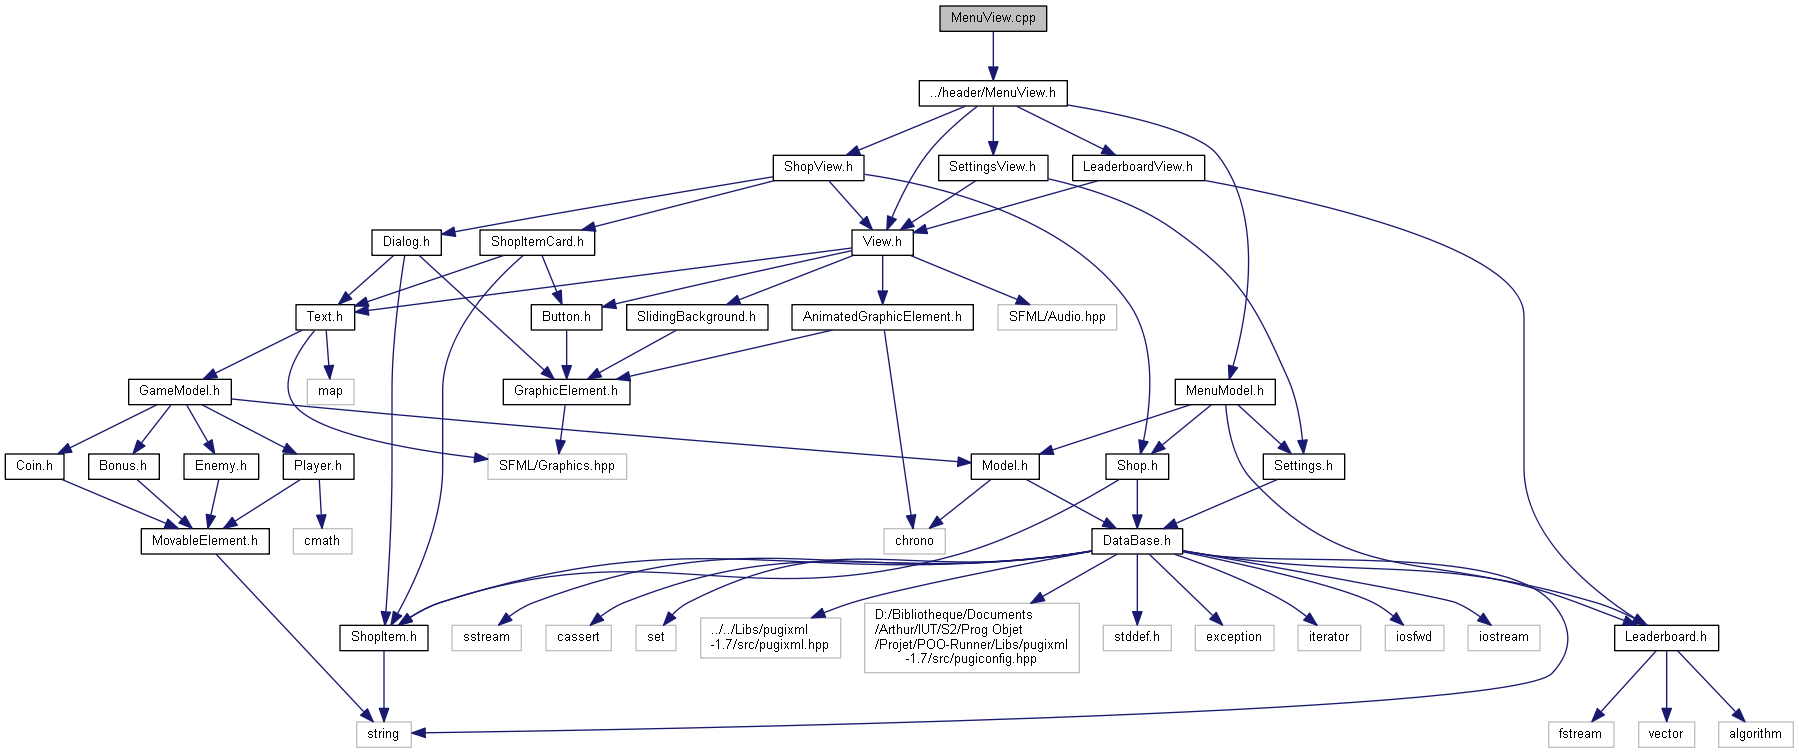 MenuView.cpp
../header/MenuView.h
ShopView.h
SettingsView.h
LeaderboardView.h
Dialog.h
ShopItemCard.h
View.h
Text.h
Button.h
SlidingBackground.h
AnimatedGraphicElement.h
SFML/Audio.hpp
GameModel.h
map
GraphicElement.h
MenuModel.h
Coin.h
Bonus.h
Enemy.h
Player.h
SFML/Graphics.hpp
Model.h
Shop.h
Settings.h
MovableElement.h
cmath
chrono
DataBase.h
ShopItem.h
sstream
cassert
set
../../Libs/pugixml
-1.7/src/pugixml.hpp
D:/Bibliotheque/Documents
/Arthur/IUT/S2/Prog Objet
/Projet/POO-Runner/Libs/pugixml
-1.7/src/pugiconfig.hpp
stddef.h
exception
iterator
iosfwd
iostream
Leaderboard.h
string
fstream
vector
algorithm